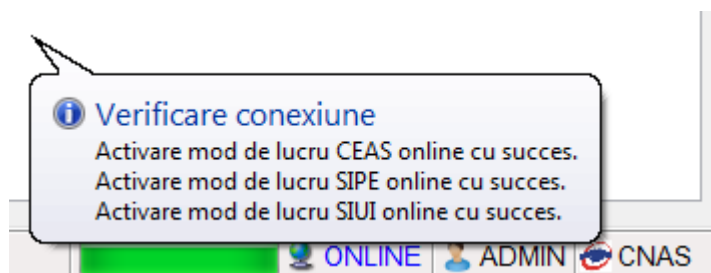 Verificare conexiune
Activare mod de lucru CEAS online cu succes.
Activare mod de lucru SIPE online cu succes.
Activare mod de lucru SIUI online cu succes.
ONLINE ADMIN CNAS